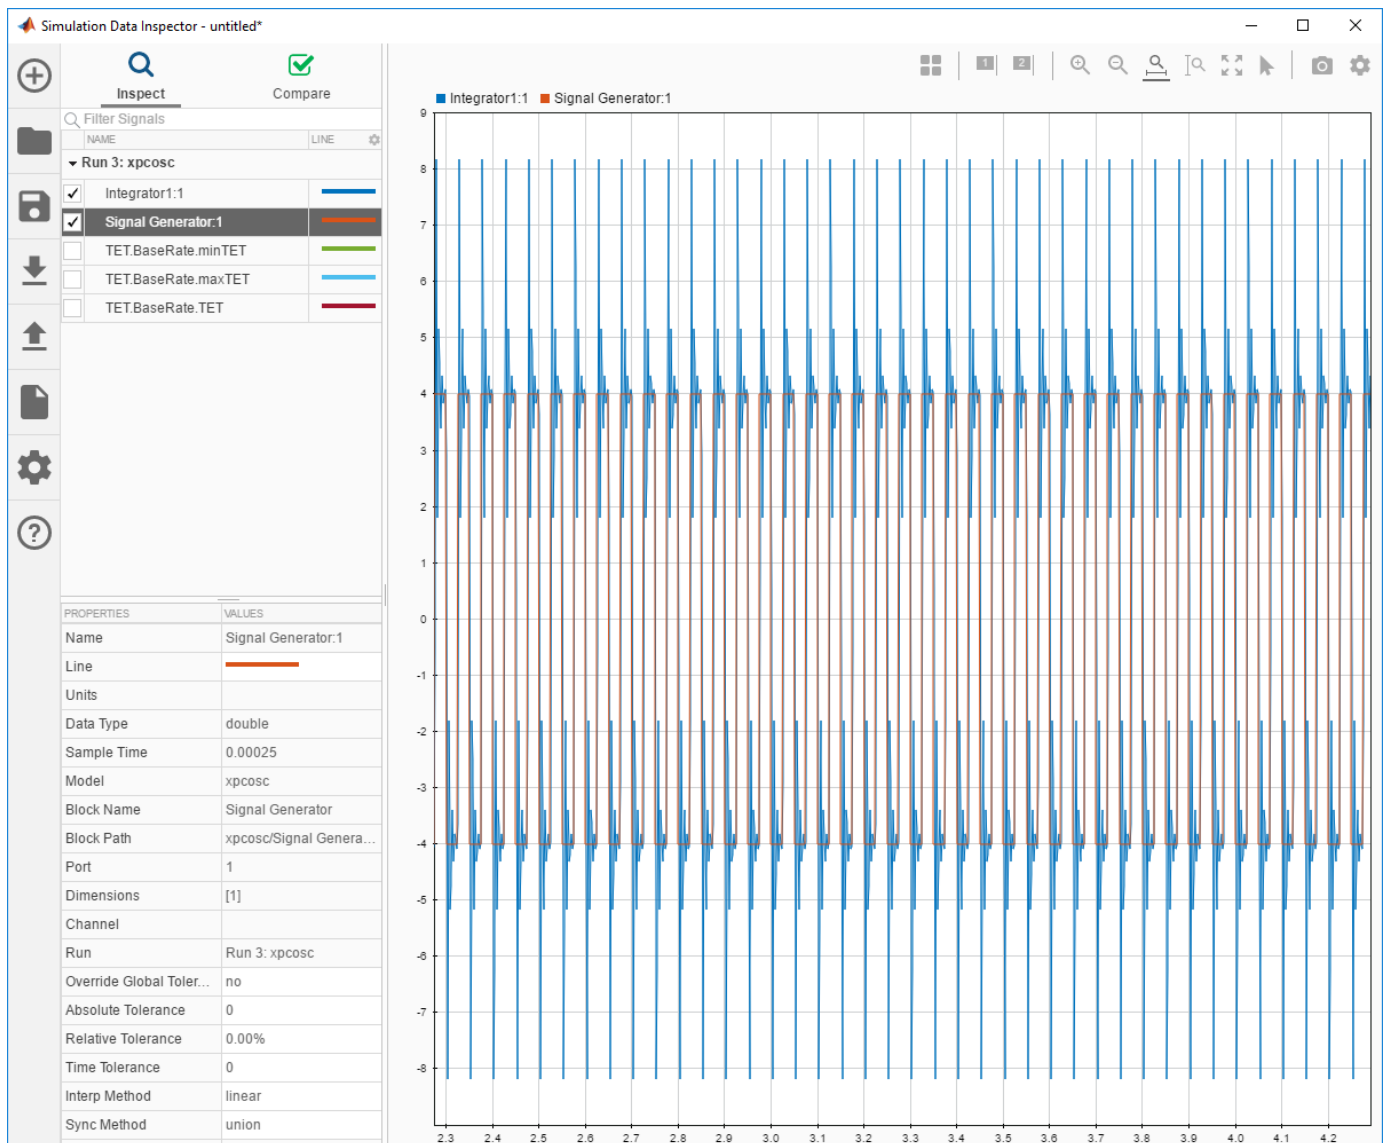 Simulation Data Inspector - untitled*
Inspect
Compare
1
2
Filter Signals
NAME LINE
Run 3: xpcosc
Integrator1:1
Signal Generator:1
TET.BaseRate.minTET
TET.BaseRate.maxTET
TET.BaseRate.TET
PROPERTIES VALUES
Name Signal Generator:1
Line
Units
Data Type double
Sample Time 0.00025
Model xpcosc
Block Name Signal Generator
Block Path xpcosc/Signal Genera...
Port 1
Dimensions [1]
Channel
Run Run 3: xpcosc
Override Global Toler... no
Absolute Tolerance 0
Relative Tolerance 0.00%
Time Tolerance 0
Interp Method linear
Sync Method union
Integrator1:1 Signal Generator:1
9
8
7
6
5
4
3
2
1
0
-1
-2
-3
-4
-5
-6
-7
-8
2.3 2.4 2.5 2.6 2.7 2.8 2.9 3.0 3.1 3.2 3.3 3.4 3.5 3.6 3.7 3.8 3.9 4.0 4.1 4.2